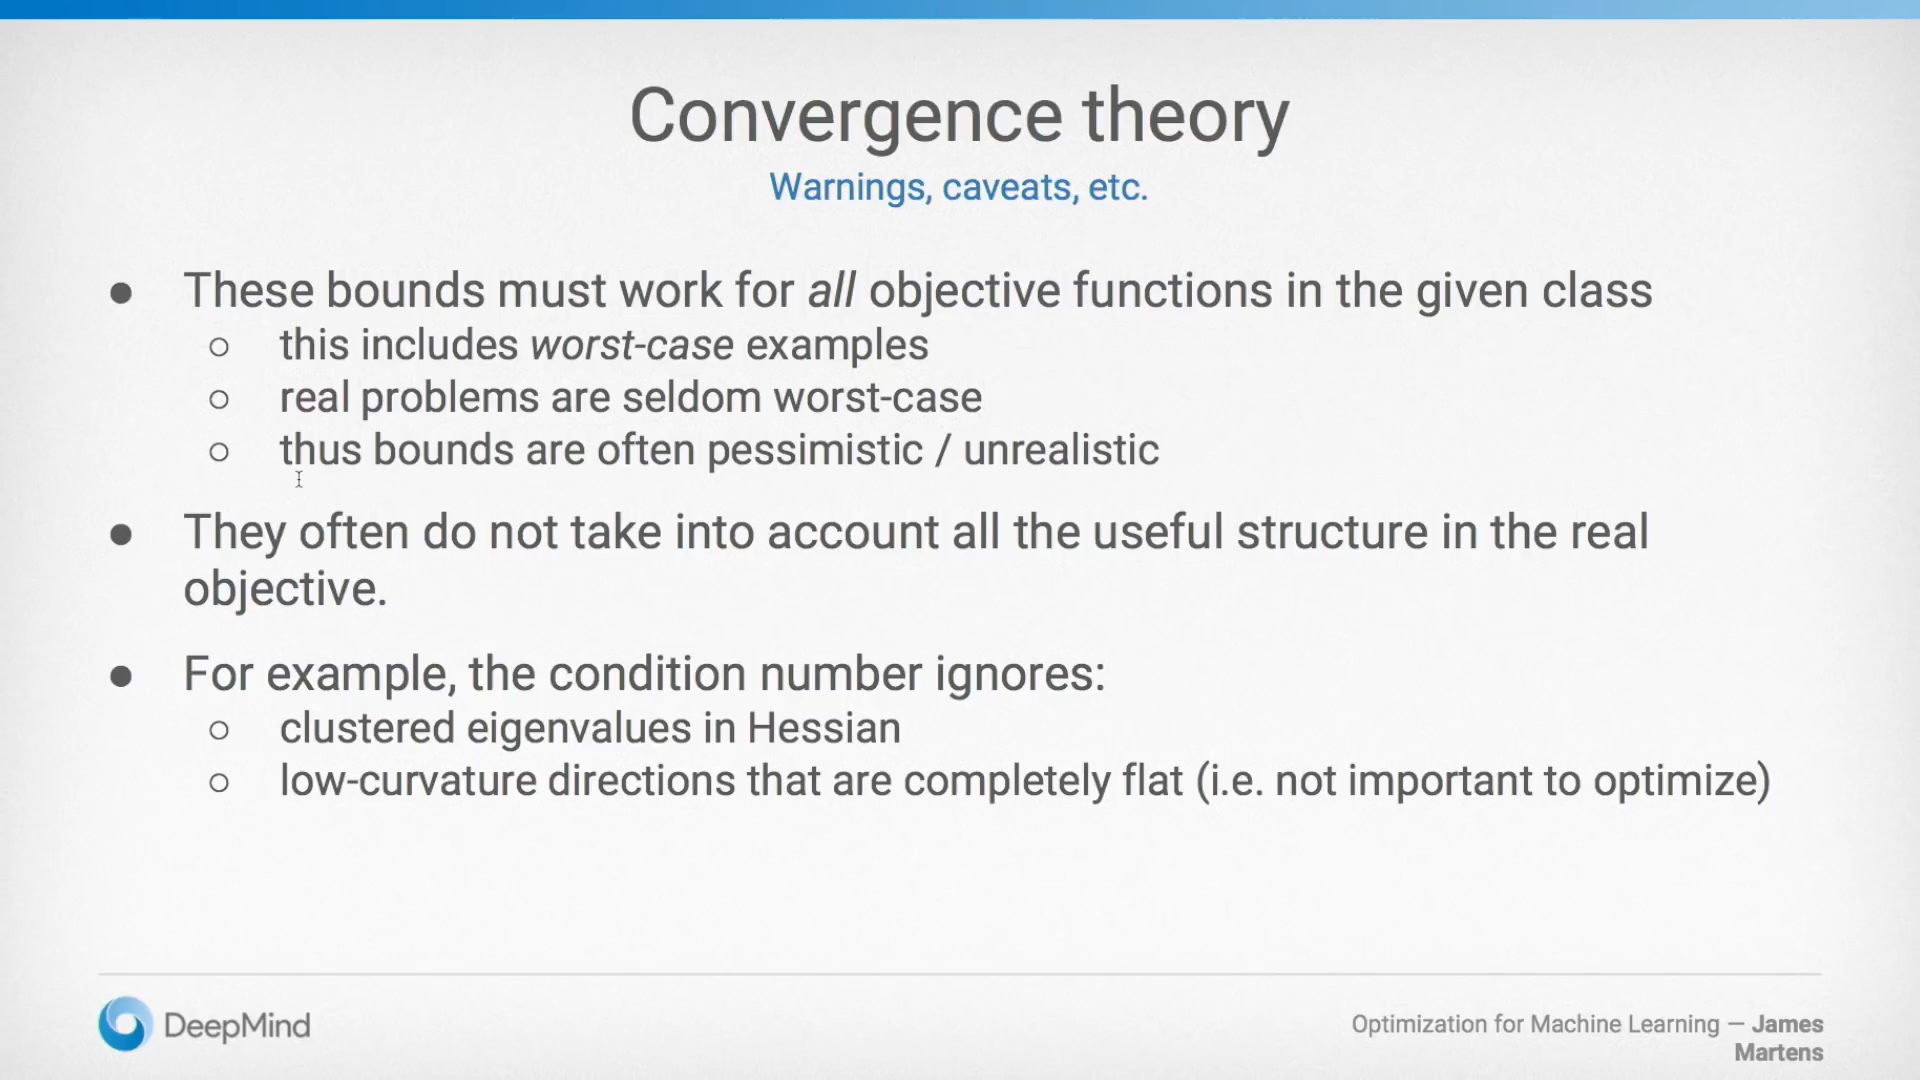 Convergence theory
Warnings, caveats, etc.
● These bounds must work for all objective functions in the given class
○ this includes worst-case examples
○ real problems are seldom worst-case
○ thus bounds are often pessimistic / unrealistic
● They often do not take into account all the useful structure in the real
objective.
● For example, the condition number ignores:
○ clustered eigenvalues in Hessian
○ low-curvature directions that are completely flat (i.e. not important to optimize)
DeepMind
Optimization for Machine Learning — James
Martens